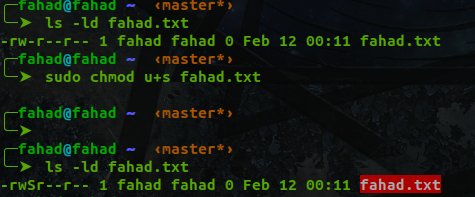 ╭─fahad@fahad ~ ‹master*›
╰─➤ ls -ld fahad.txt
-rw-r--r-- 1 fahad fahad 0 Feb 12 00:11 fahad.txt
╭─fahad@fahad ~ ‹master*›
╰─➤ sudo chmod u+s fahad.txt
╭─fahad@fahad ~ ‹master*›
╰─➤
╭─fahad@fahad ~ ‹master*›
╰─➤ ls -ld fahad.txt
-rwSr--r-- 1 fahad fahad 0 Feb 12 00:11 fahad.txt